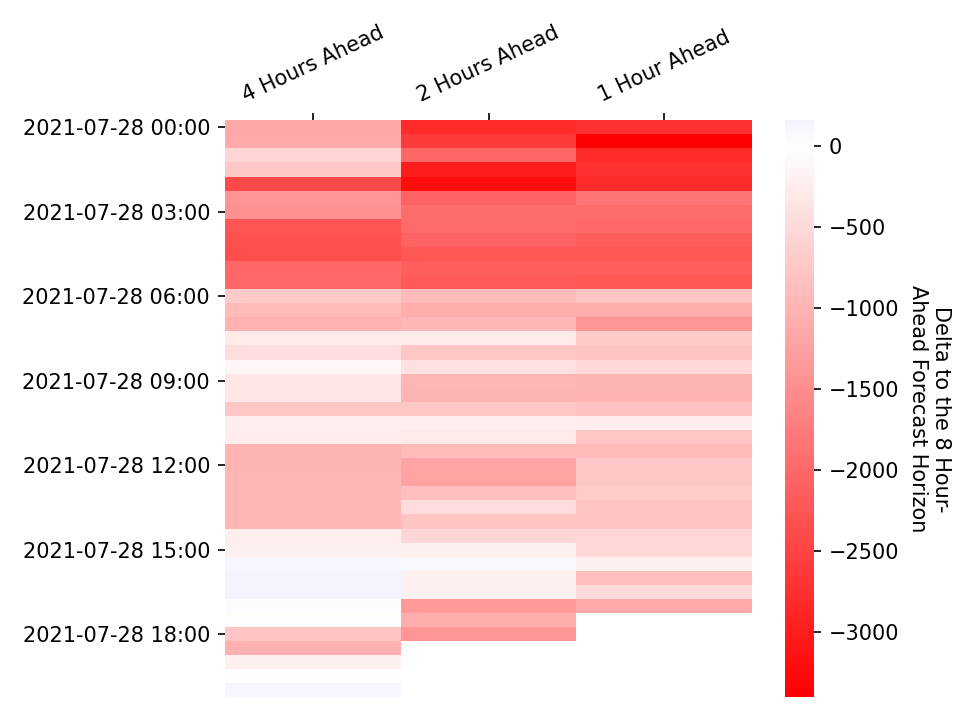 4 Hours Ahead
2 Hours Ahead
1 Hour Ahead
2021-07-28 00:00
2021-07-28 03:00
2021-07-28 06:00
2021-07-28 09:00
2021-07-28 12:00
2021-07-28 15:00
2021-07-28 18:00
0
−500
−1000
−1500
−2000
−2500
−3000
Delta to the 8 Hour-
Ahead Forecast Horizon